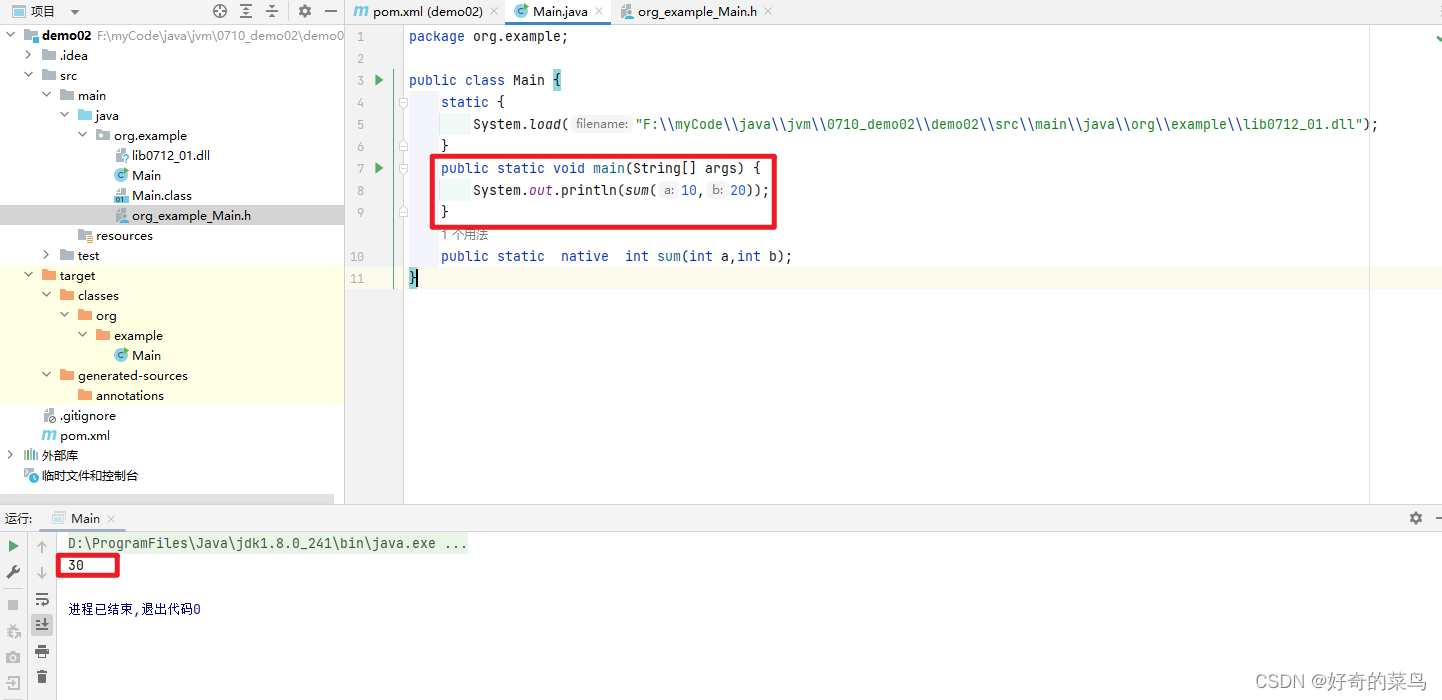 项目
pom.xml (demo02)
Main.java
org_example_Main.h
demo02 F:\myCode\java\jvm\0710_demo02\demo0
.idea
src
main
java
org.example
lib0712_01.dll
Main
Main.class
org_example_Main.h
resources
test
target
classes
org
example
Main
generated-sources
annotations
.gitignore
pom.xml
外部库
临时文件和控制台
1 package org.example;
2
3 public class Main {
4 static {
5 System.load( filename: "F:\\myCode\\java\\jvm\\0710_demo02\\demo02\\src\\main\\java\\org\\example\\lib0712_01.dll");
6 }
7 public static void main(String[] args) {
8 System.out.println(sum( a: 10, b: 20));
9 }
1 个用法
10 public static  native  int sum(int a,int b);
11 }
运行: Main
D:\ProgramFiles\Java\jdk1.8.0_241\bin\java.exe ...
30
进程已结束,退出代码0
CSDN @好奇的菜鸟